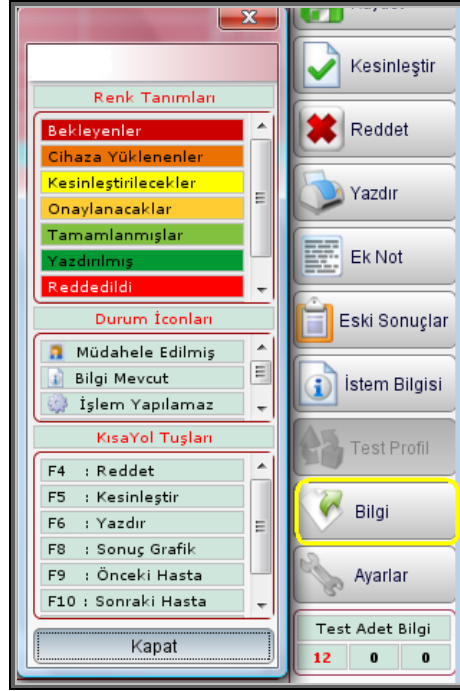 Renk Tanımları
Bekleyenler
Cihaza Yüklenenler
Kesinleştirilecekler
Onaylanacaklar
Tamamlanmışlar
Yazdırılmış
Reddedildi
Durum İconları
Müdahele Edilmiş
Bilgi Mevcut
İşlem Yapılamaz
KısaYol Tuşları
F4 : Reddet
F5 : Kesinleştir
F6 : Yazdır
F8 : Sonuç Grafik
F9 : Önceki Hasta
F10 : Sonraki Hasta
Kapat
Kesinleştir
Reddet
Yazdır
Ek Not
Eski Sonuçlar
İstem Bilgisi
Test Profil
Bilgi
Ayarlar
Test Adet Bilgi
12 0 0